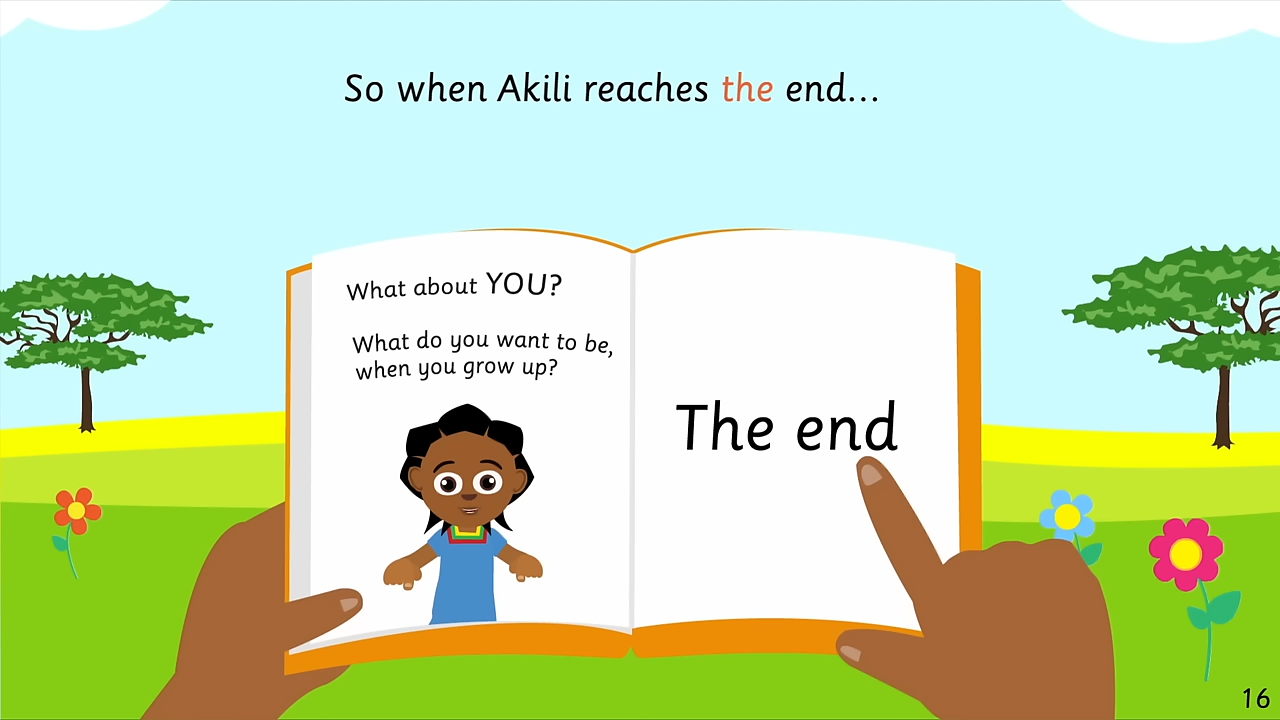 So when Akili reaches the end...
What about YOU?
What do you want to be,
when you grow up?
The end
16